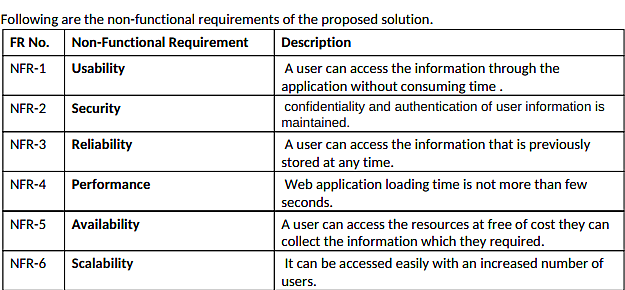 Following are the non-functional requirements of the proposed solution.
FR No. Non-Functional Requirement Description
NFR-1 Usability A user can access the information through the
application without consuming time .
NFR-2 Security confidentiality and authentication of user information is
maintained.
NFR-3 Reliability A user can access the information that is previously
stored at any time.
NFR-4 Performance Web application loading time is not more than few
seconds.
NFR-5 Availability A user can access the resources at free of cost they can
collect the information which they required.
NFR-6 Scalability It can be accessed easily with an increased number of
users.